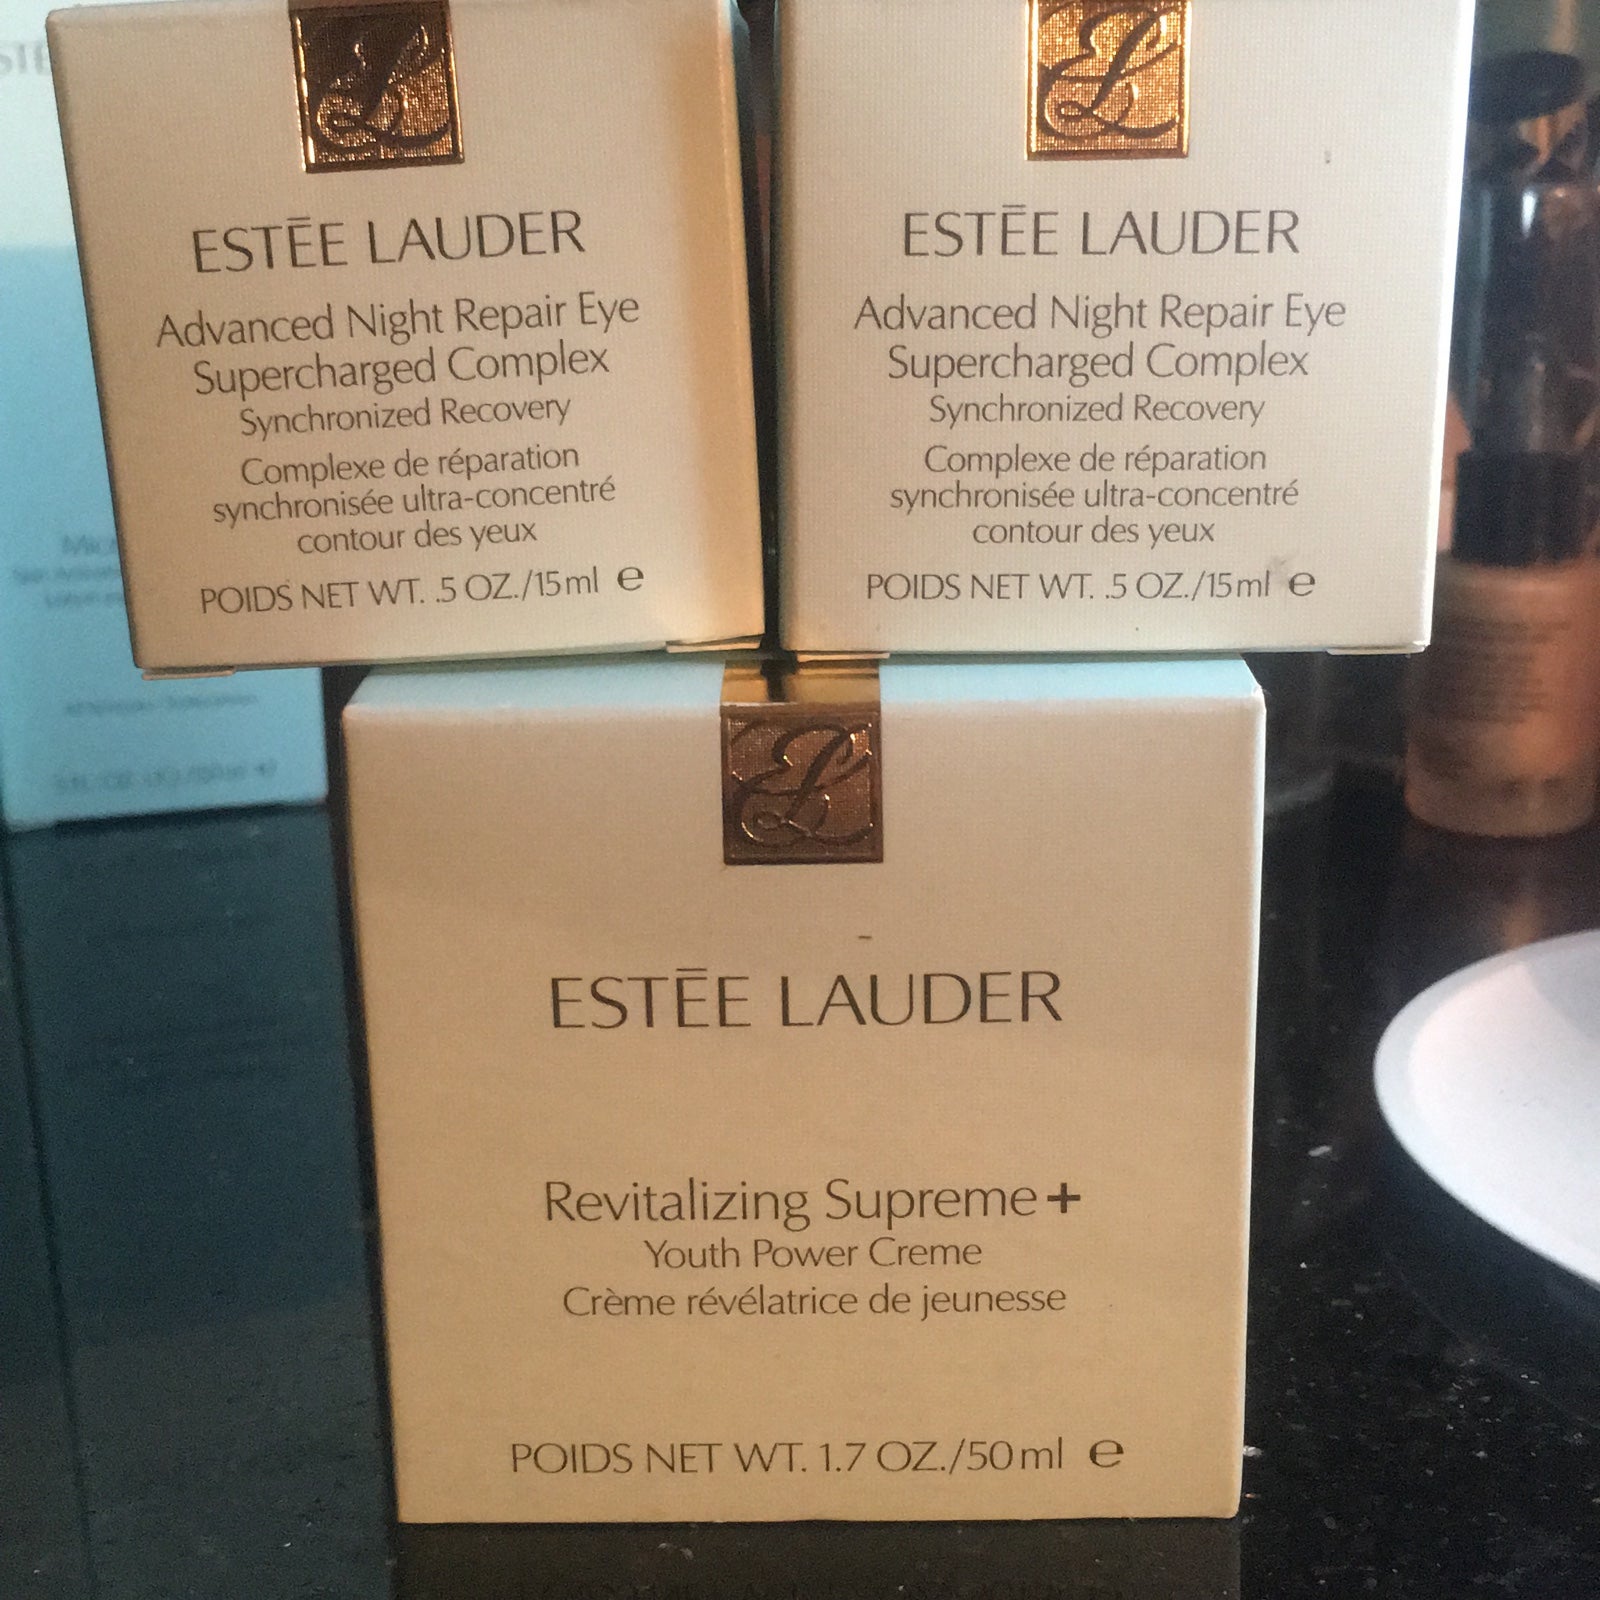 ESTĒE LAUDER
Advanced Night Repair Eye
Supercharged Complex
Synchronized Recovery
Complexe de réparation
synchronisée ultra-concentré
contour des yeux
POIDS NET WT. .5 OZ./15ml e
ESTĒE LAUDER
Advanced Night Repair Eye
Supercharged Complex
Synchronized Recovery
Complexe de réparation
synchronisée ultra-concentré
contour des yeux
POIDS NET WT. .5 OZ./15ml e
ESTĒE LAUDER
Revitalizing Supreme+
Youth Power Creme
Crème révélatrice de jeunesse
POIDS NET WT. 1.7 OZ./50ml e